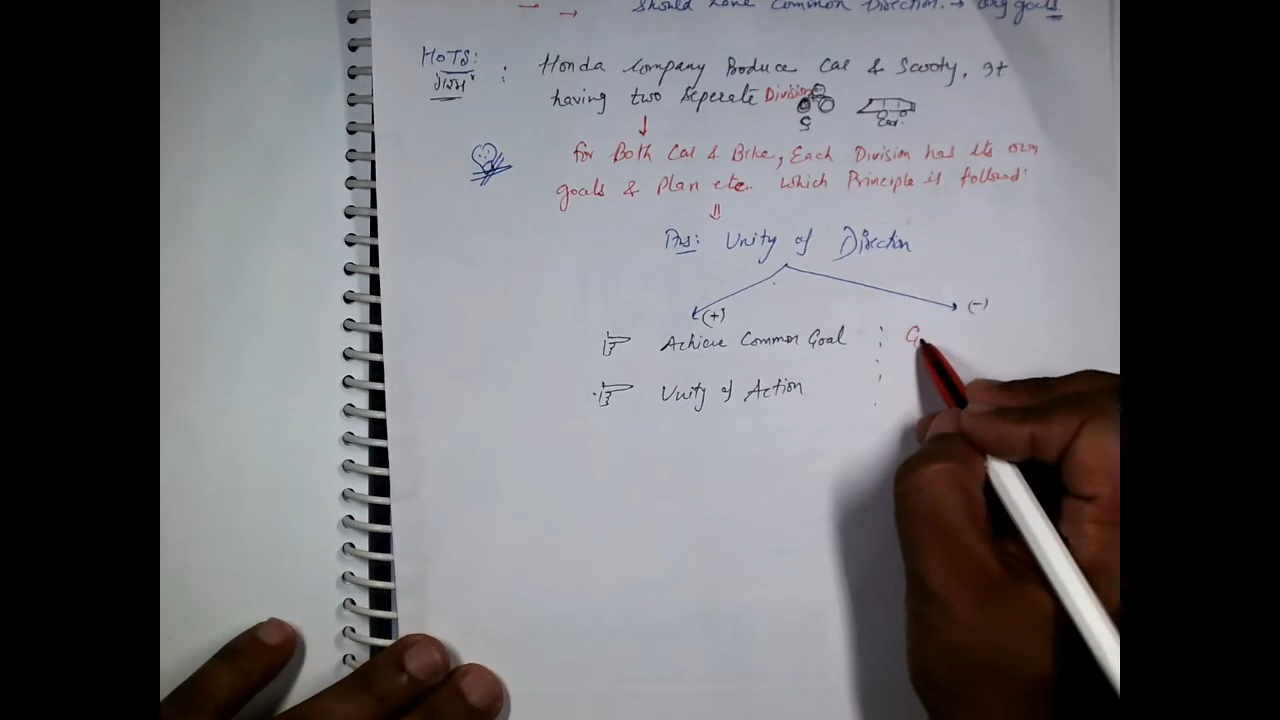 should have Common Direction. → Org goals
HOTS: : Honda Company Produce Car & Scooty, It
having two Seperate Division
S Car.
for Both Car & Bike, Each Division has its own
goals & Plan etc.. which Principle is followed?
Ans: Unity of Direction
(+) (-)
Achieve Common Goal
Unity of Action